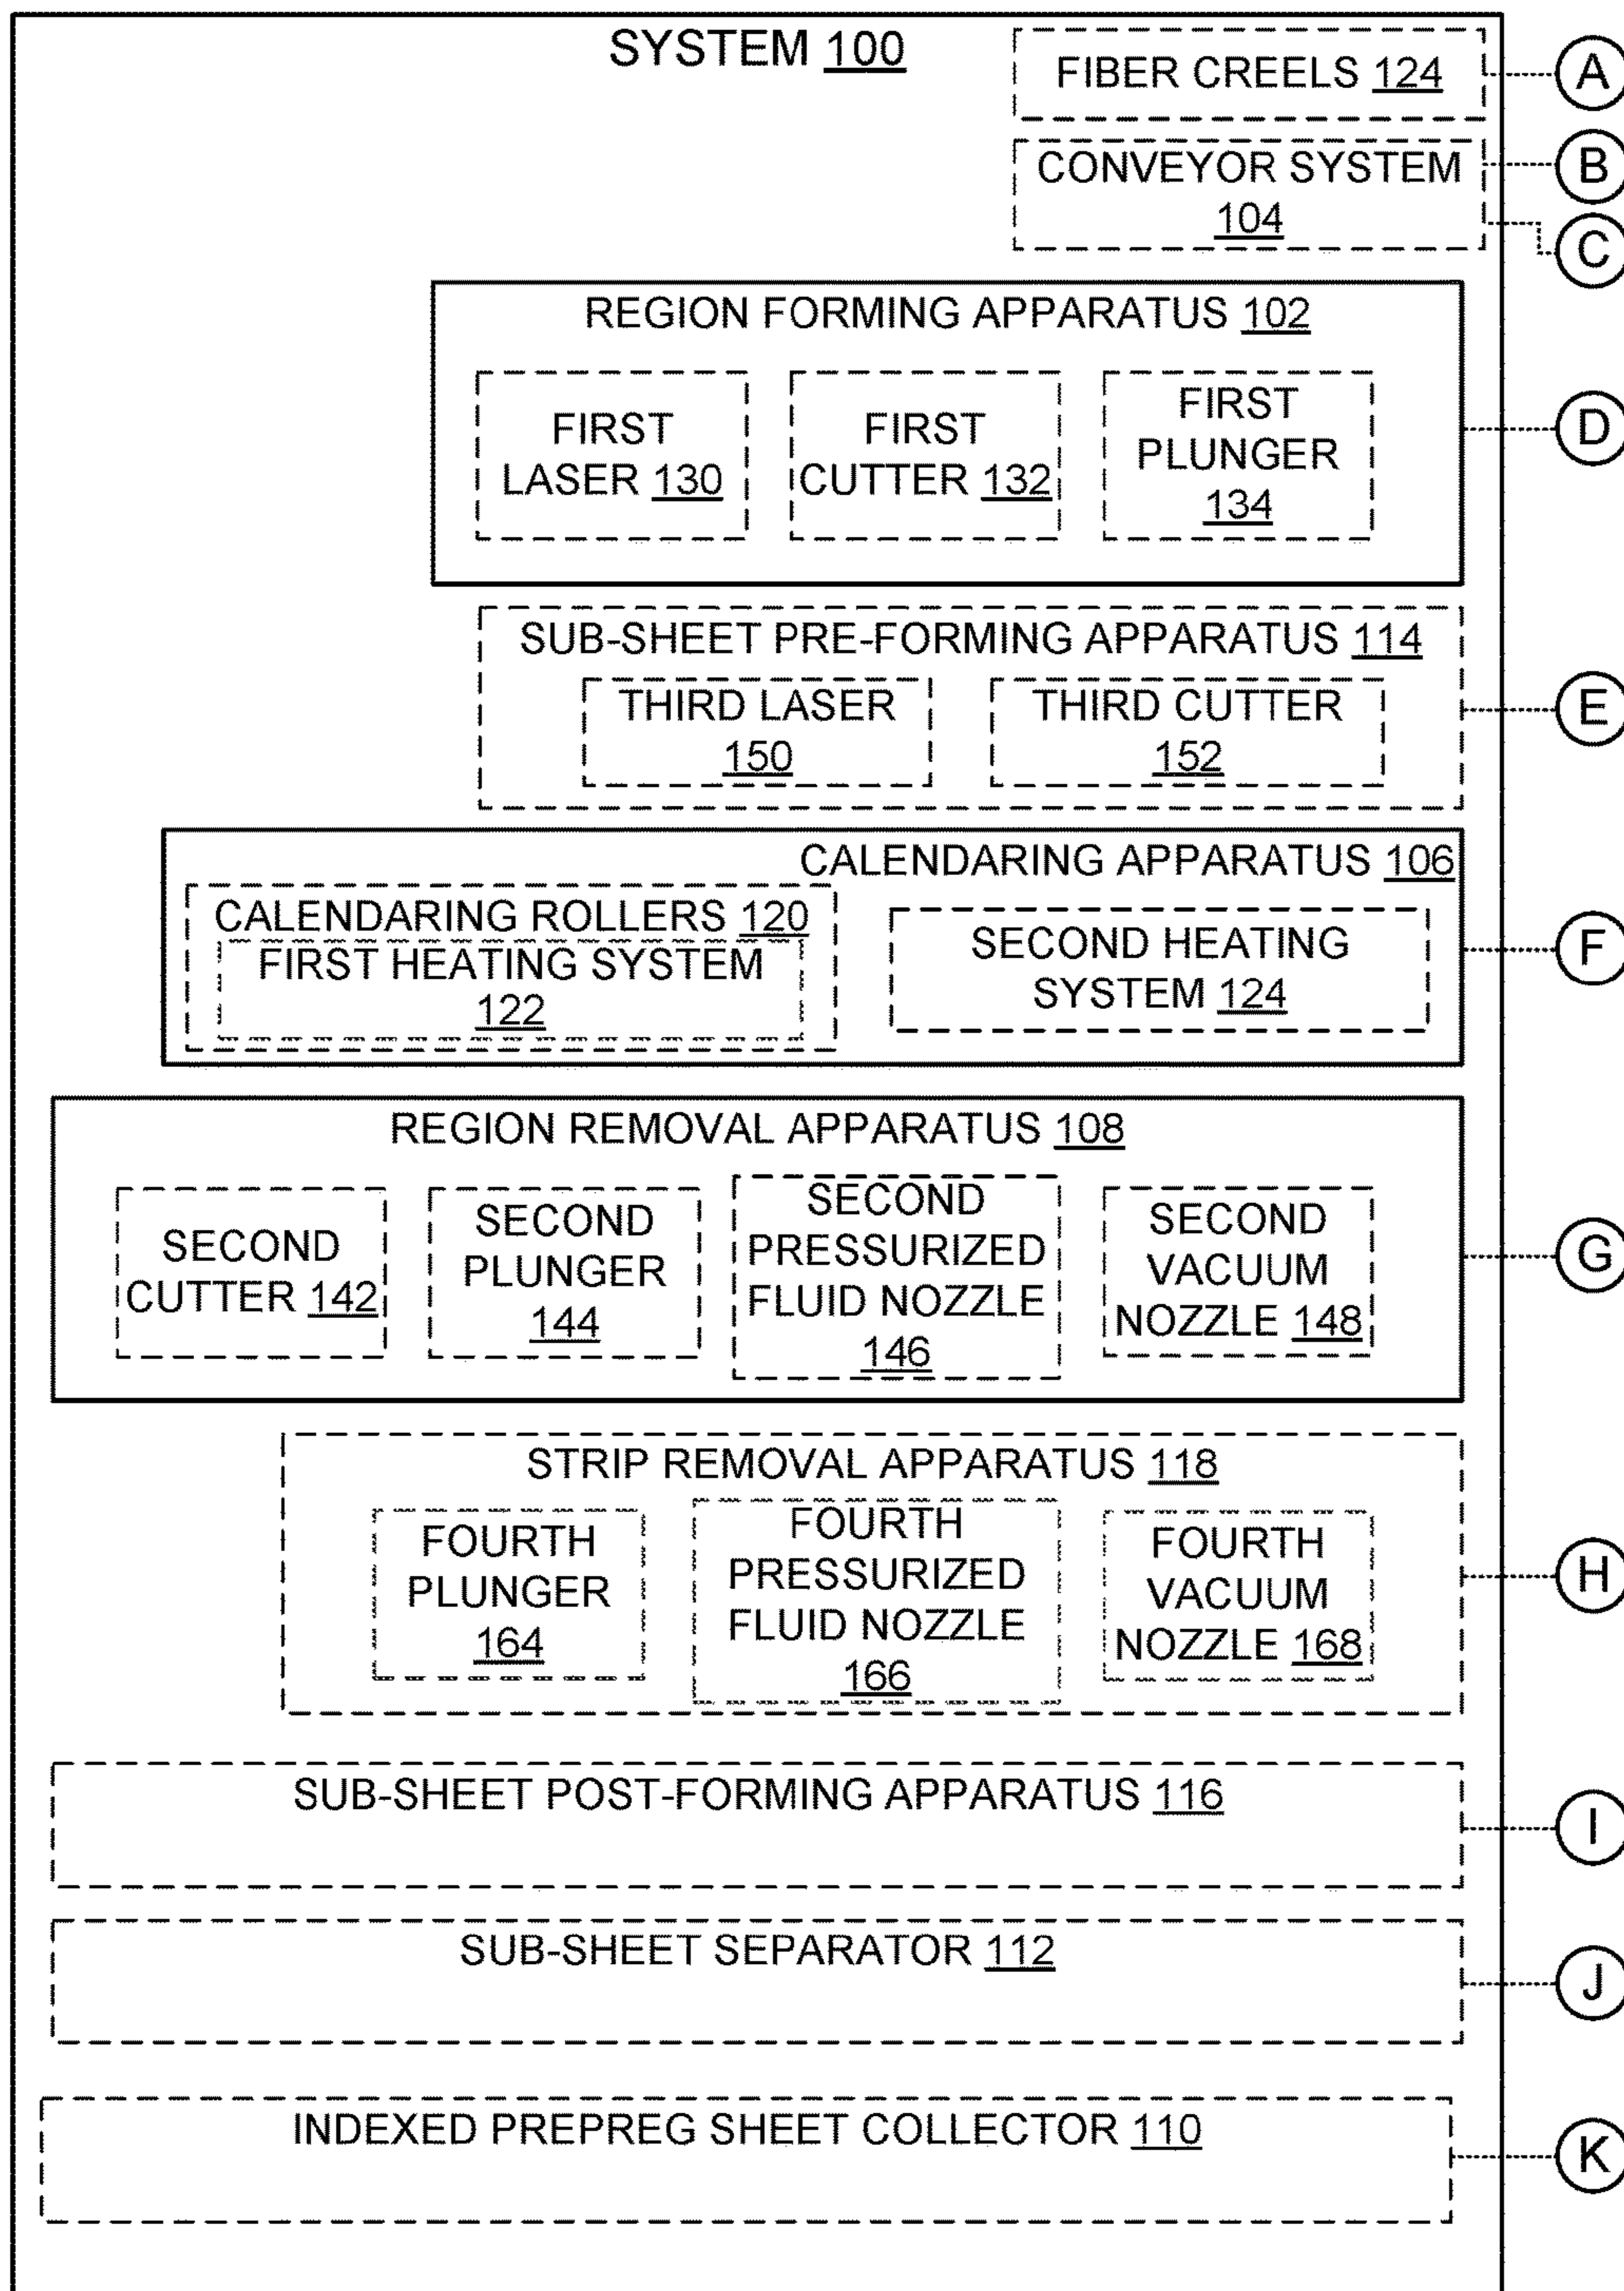 SYSTEM 100
FIBER CREELS 124
A
CONVEYOR SYSTEM
104
B
C
REGION FORMING APPARATUS 102
FIRST
LASER 130
FIRST
CUTTER 132
FIRST
PLUNGER
134
D
SUB-SHEET PRE-FORMING APPARATUS 114
THIRD LASER
150
THIRD CUTTER
152
E
CALENDARING APPARATUS 106
CALENDARING ROLLERS 120
FIRST HEATING SYSTEM
122
SECOND HEATING
SYSTEM 124
F
REGION REMOVAL APPARATUS 108
SECOND
CUTTER 142
SECOND
PLUNGER
144
SECOND
PRESSURIZED
FLUID NOZZLE
146
SECOND
VACUUM
NOZZLE 148
G
STRIP REMOVAL APPARATUS 118
FOURTH
PLUNGER
164
FOURTH
PRESSURIZED
FLUID NOZZLE
166
FOURTH
VACUUM
NOZZLE 168
H
SUB-SHEET POST-FORMING APPARATUS 116
I
SUB-SHEET SEPARATOR 112
J
INDEXED PREPREG SHEET COLLECTOR 110
K